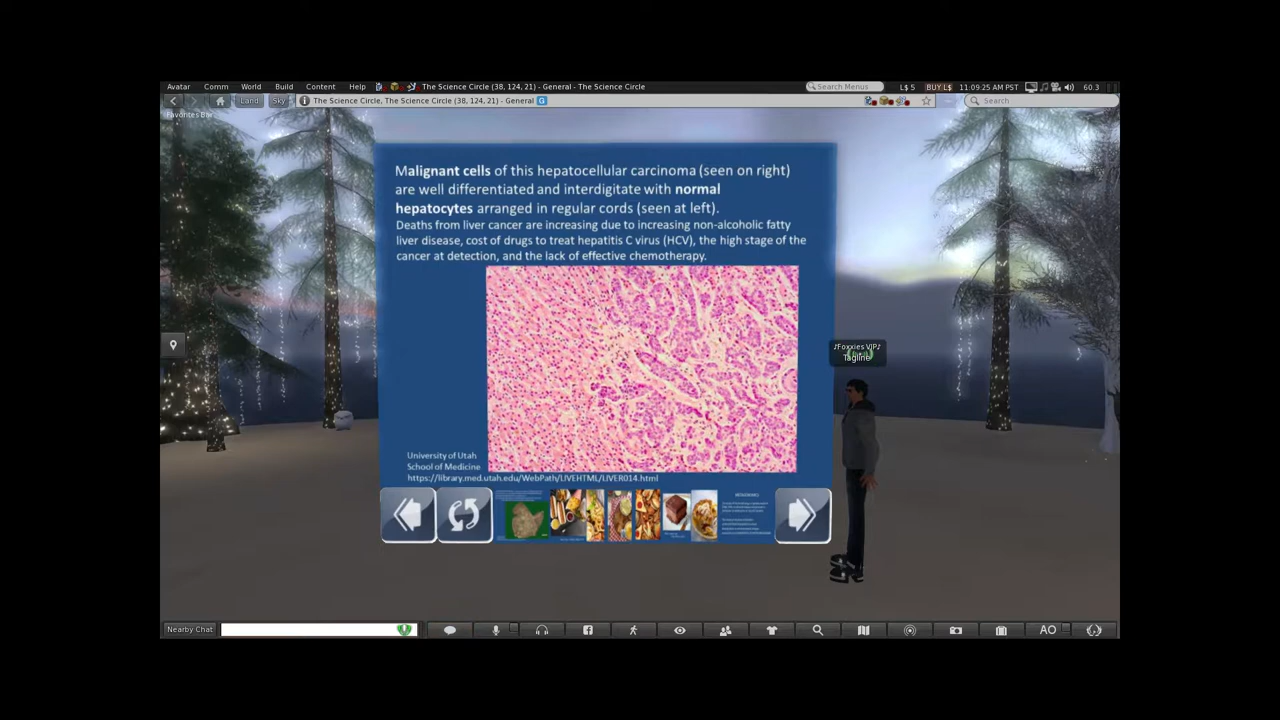 Avatar Comm World Build Content Help The Science Circle (38, 124, 21) - General - The Science Circle Search Menus L$ 5 BUY L$ 11:09:25 AM PST 60.3
Land Sky The Science Circle, The Science Circle (38, 124, 21) - General G Search
Favorites Bar
Malignant cells of this hepatocellular carcinoma (seen on right)
are well differentiated and interdigitate with normal
hepatocytes arranged in regular cords (seen at left).
Deaths from liver cancer are increasing due to increasing non-alcoholic fatty
liver disease, cost of drugs to treat hepatitis C virus (HCV), the high stage of the
cancer at detection, and the lack of effective chemotherapy.
♪Foxxies VIP♪
Tagline
University of Utah
School of Medicine
https://library.med.utah.edu/WebPath/LIVEHTML/LIVER014.html
Nearby Chat AO